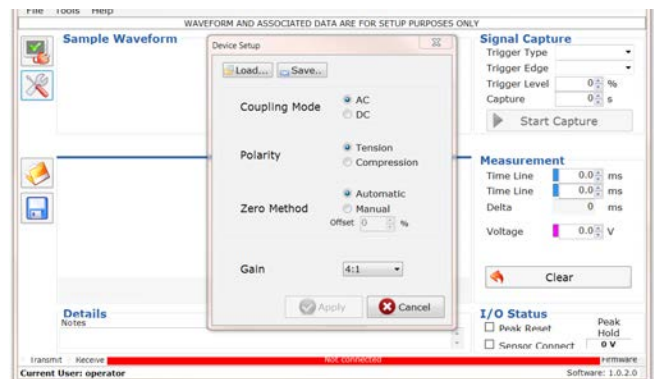 File Tools Help
WAVEFORM AND ASSOCIATED DATA ARE FOR SETUP PURPOSES ONLY
Sample Waveform
Device Setup
Load... Save..
Coupling Mode
AC
DC
Polarity
Tension
Compression
Zero Method
Automatic
Manual
Offset 0 %
Gain
4:1
Apply Cancel
Signal Capture
Trigger Type
Trigger Edge
Trigger Level 0 %
Capture 0 s
Start Capture
Measurement
Time Line 0.0 ms
Time Line 0.0 ms
Delta 0 ms
Voltage 0.0 V
Clear
Details
Notes
I/O Status
Peak Reset
Peak Hold
Sensor Connect 0 V
Transmit Receive Not connected Firmware
Current User: operator Software: 1.0.2.0